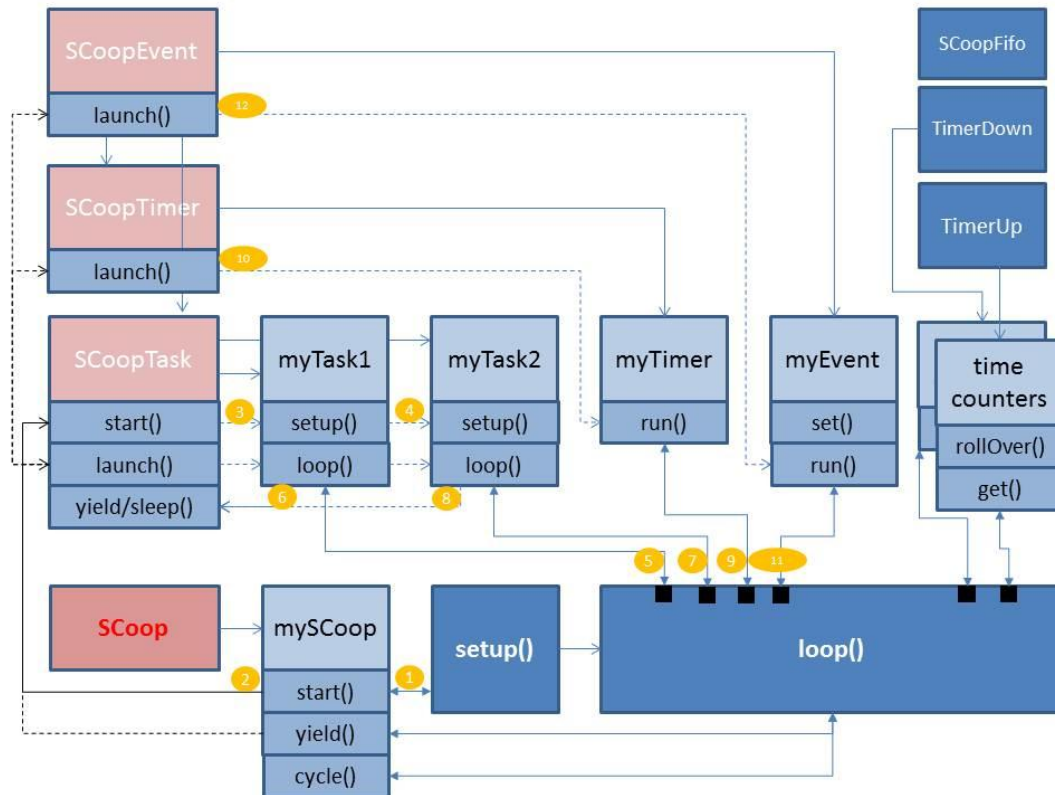 SCoopEvent
launch()
12
SCoopTimer
launch()
10
SCoopFifo
TimerDown
TimerUp
SCoopTask
start()
launch()
yield/sleep()
3
myTask1
setup()
loop()
4
myTask2
setup()
loop()
6
8
myTimer
run()
myEvent
set()
run()
time
counters
rollOver()
get()
5
7
9
11
SCoop
mySCoop
start()
yield()
cycle()
2
1
setup()
loop()